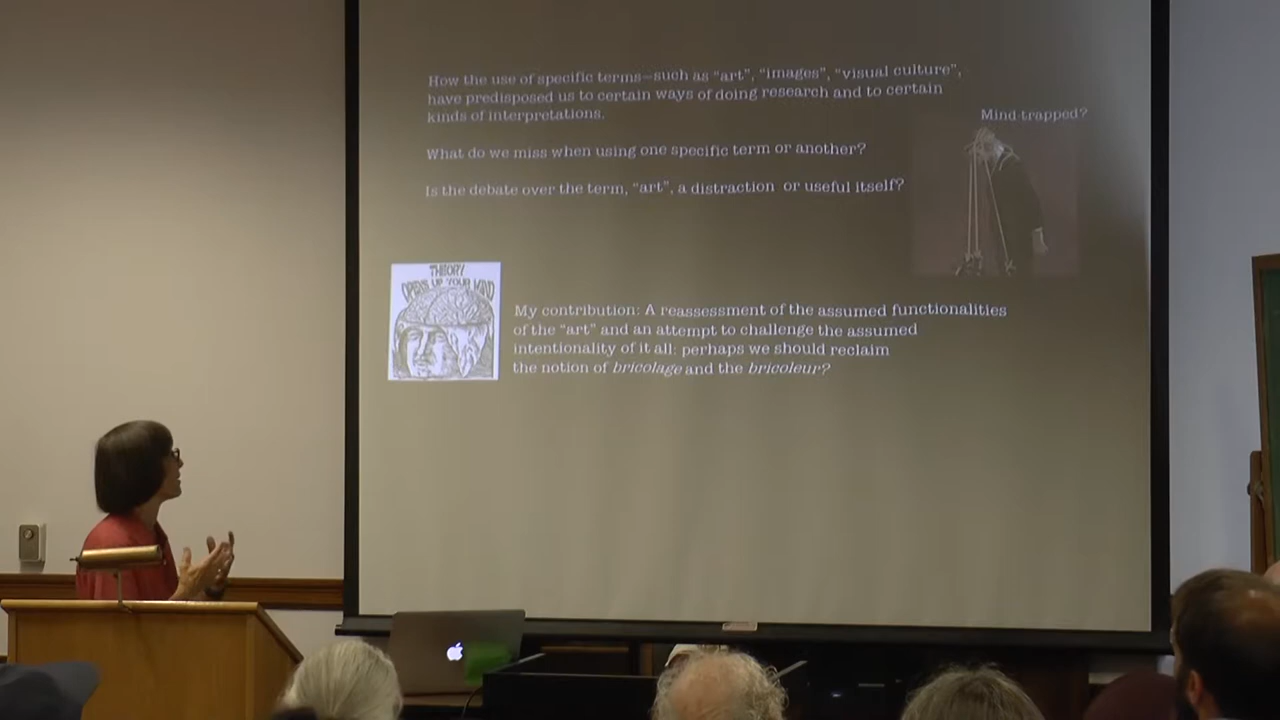 How the use of specific terms—such as “art”, “images”, “visual culture”,
have predisposed us to certain ways of doing research and to certain
kinds of interpretations.
Mind trapped?
What do we miss when using one specific term or another?
Is the debate over the term, “art”, a distraction or useful itself?
THEORY
OPENS UP YOUR MIND
My contribution: A reassessment of the assumed functionalities
of the “art” and an attempt to challenge the assumed
intentionality of it all: perhaps we should reclaim
the notion of bricolage and the bricoleur?